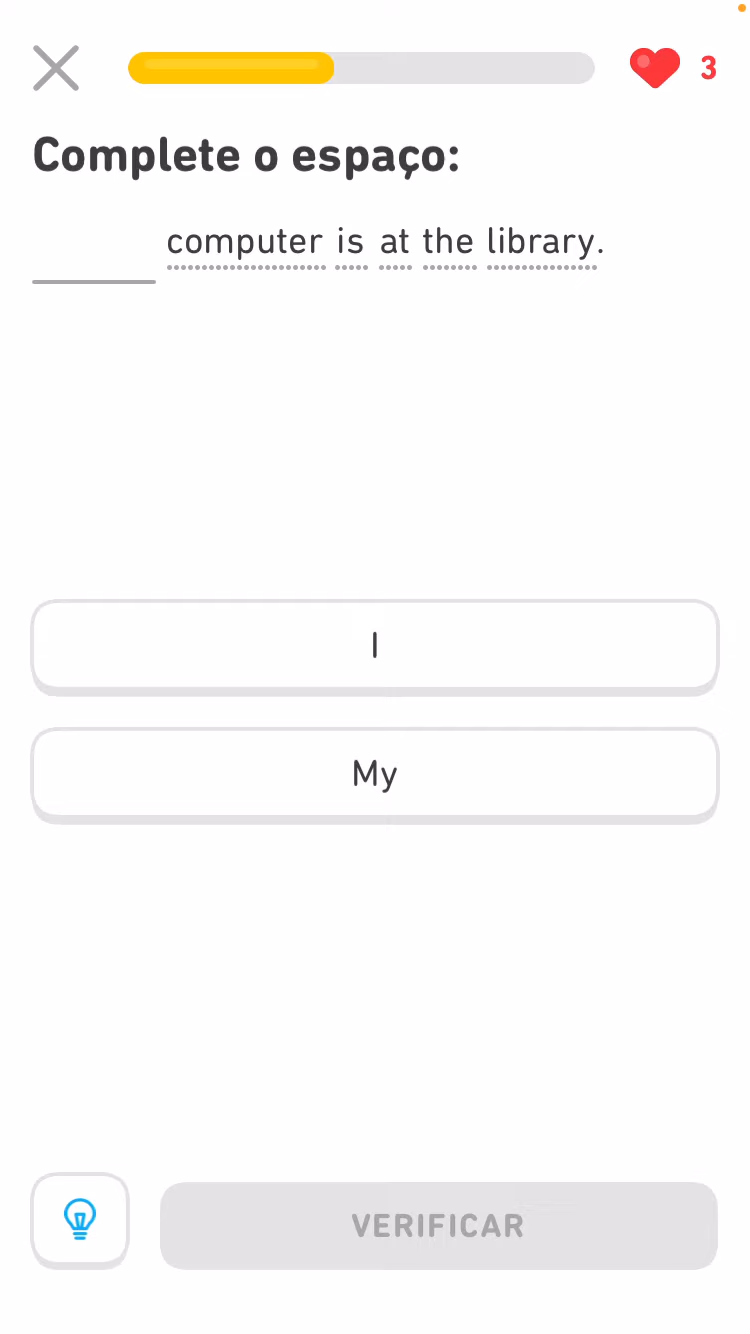 3
Complete o espaço:
computer is at the library.
I
My
VERIFICAR